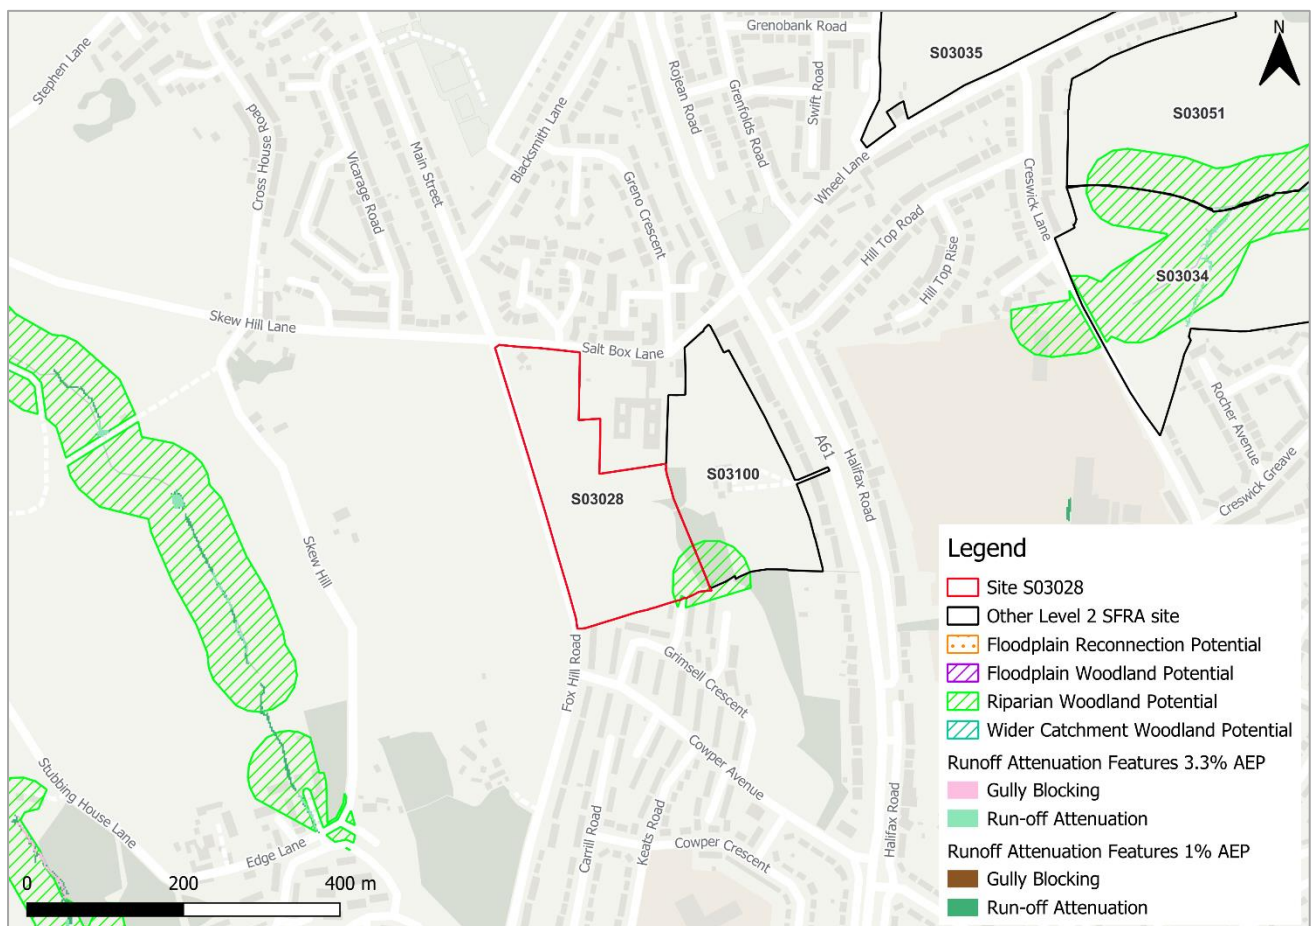 Grenobank Road
N
S03035
Stephen Lane
Rojean Road
Swift Road
Grenfolds Road
S03051
Cross House Road
Blacksmith Lane
Main Street
Vicarage Road
Wheel Lane
Greno Crescent
Creswick Lane
Hill Top Road
Hill Top Rise
S03034
Skew Hill Lane
Salt Box Lane
Rocher Avenue
A61
S03100
Halifax Road
S03028
Creswick Greave
Skew Hill
Legend
Site S03028
Other Level 2 SFRA site
Floodplain Reconnection Potential
Floodplain Woodland Potential
Riparian Woodland Potential
Wider Catchment Woodland Potential
Runoff Attenuation Features 3.3% AEP
Gully Blocking
Run-off Attenuation
Runoff Attenuation Features 1% AEP
Gully Blocking
Run-off Attenuation
Fox Hill Road
Grimsell Crescent
Cowper Avenue
Stubbing House Lane
Edge Lane
Carrill Road
Keats Road
Cowper Crescent
Halifax Road
0 200 400 m